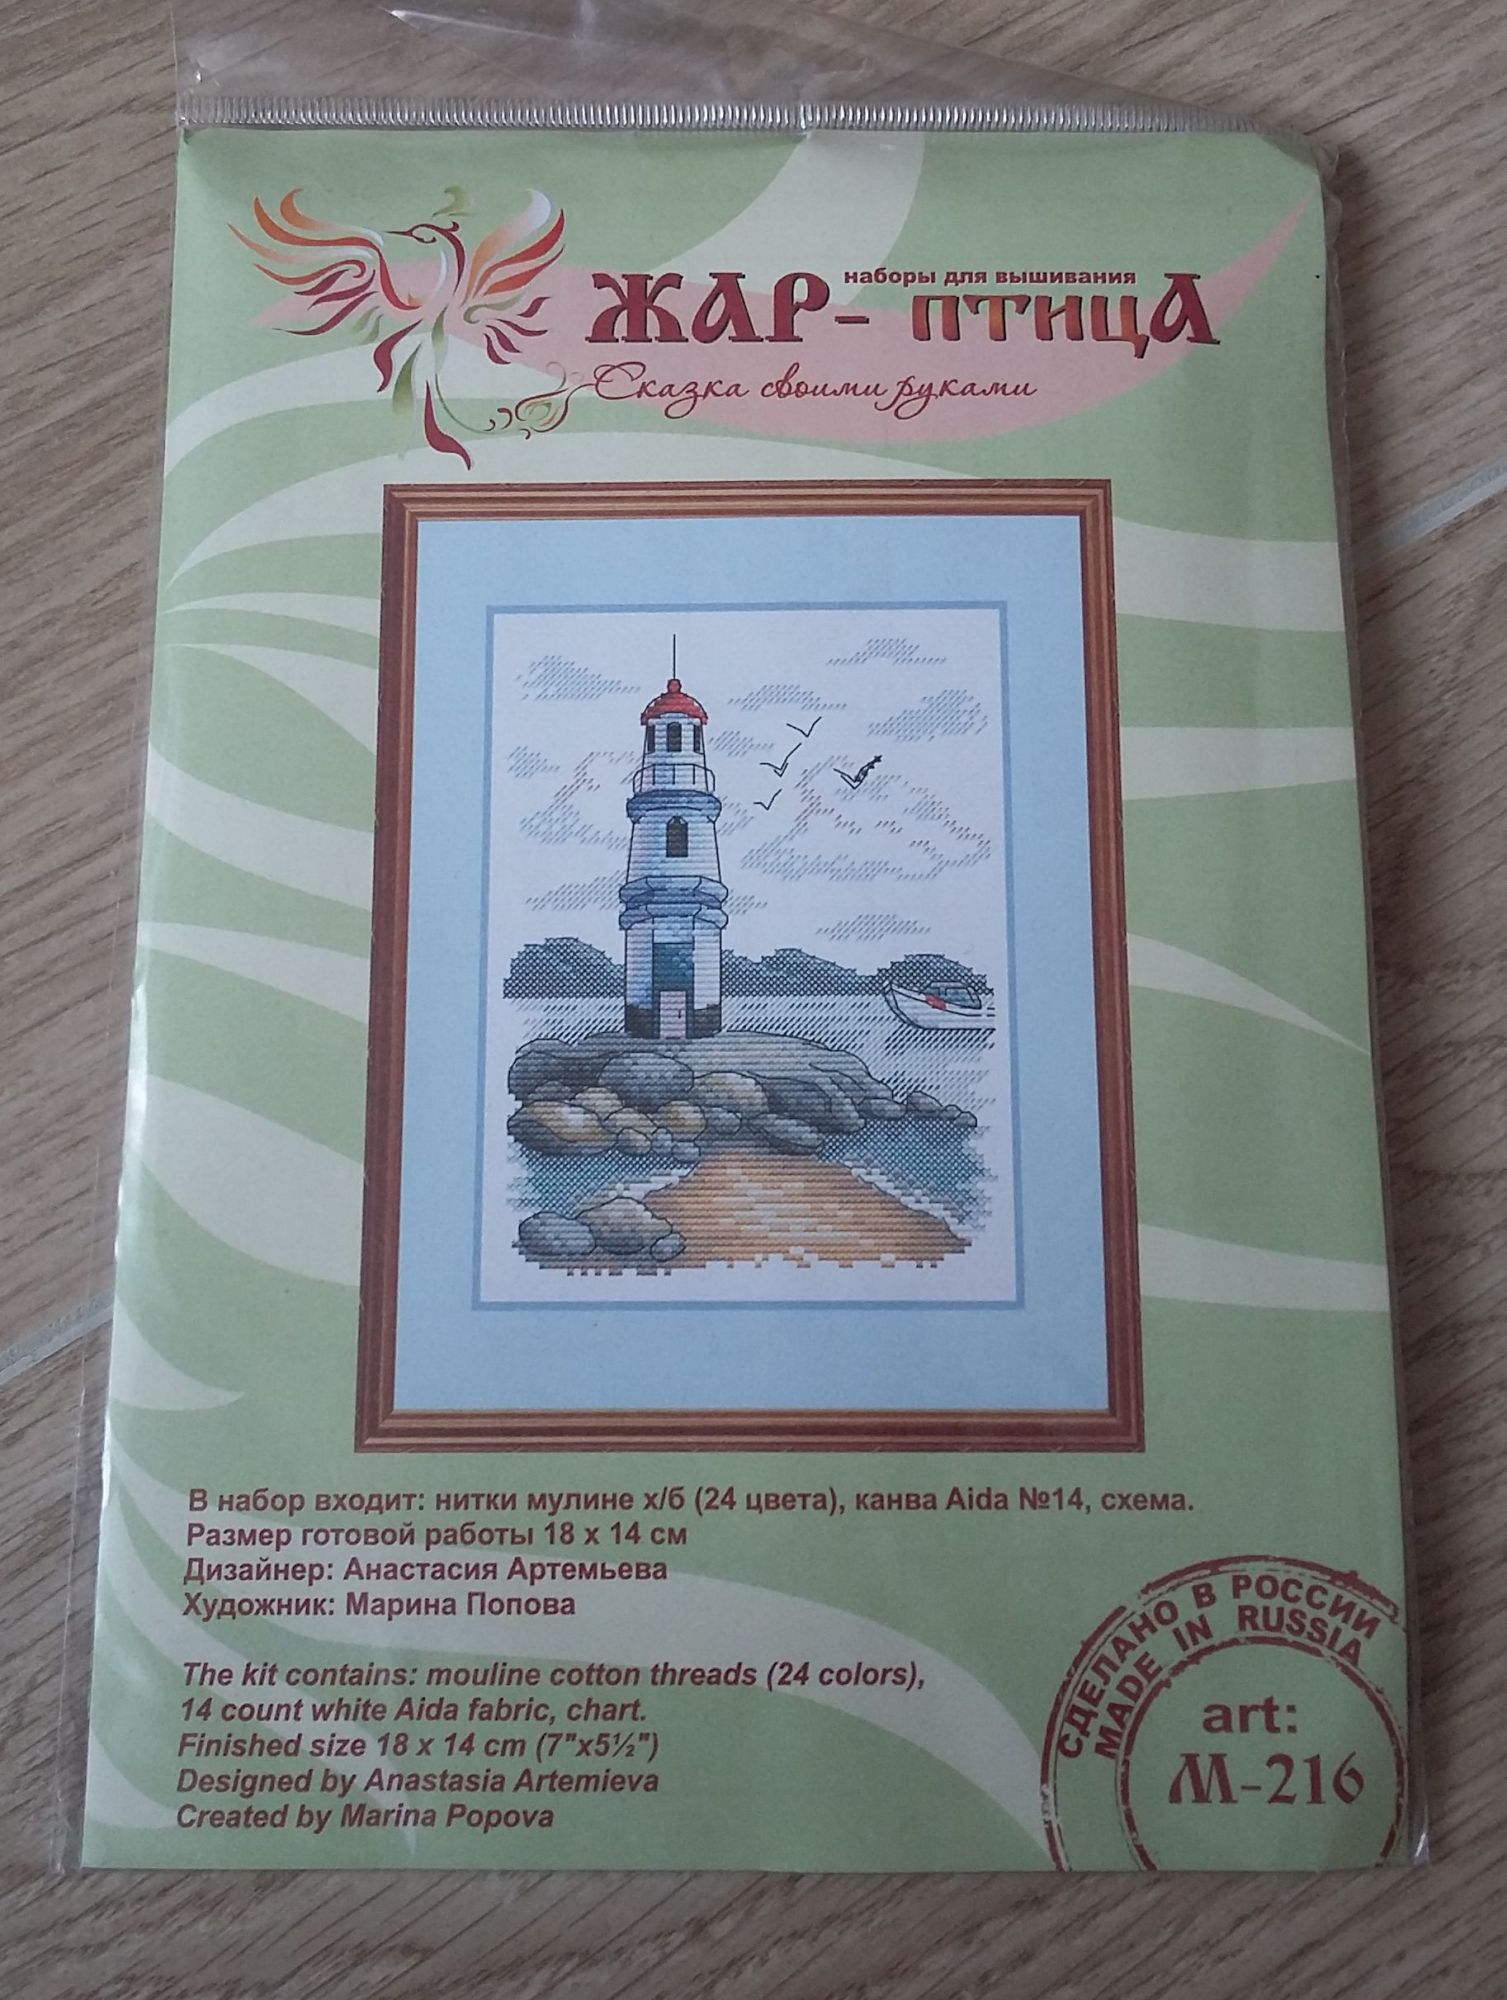 наборы для вышивания
ЖАР- ПТИЦА
Сказка своими руками
В набор входит: нитки мулине х/б (24 цвета), канва Aida №14, схема.
Размер готовой работы 18 х 14 см
Дизайнер: Анастасия Артемьева
Художник: Марина Попова
The kit contains: mouline cotton threads (24 colors),
14 count white Aida fabric, chart.
Finished size 18 x 14 cm (7"x5½")
Designed by Anastasia Artemieva
Created by Marina Popova
СДЕЛАНО В РОССИИ
MADE IN RUSSIA
art:
М-216